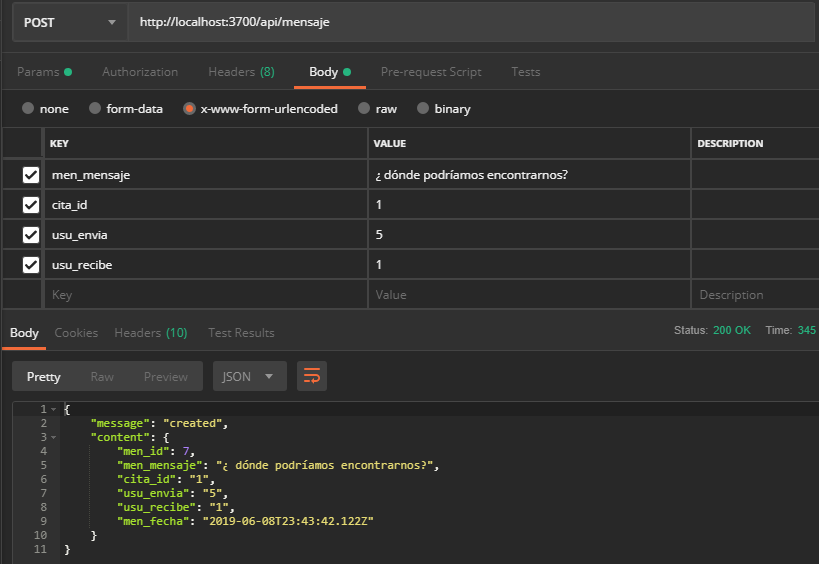 POST http://localhost:3700/api/mensaje
Params Authorization Headers (8) Body Pre-request Script Tests
none form-data x-www-form-urlencoded raw binary
KEY VALUE DESCRIPTION
men_mensaje ¿ dónde podríamos encontrarnos?
cita_id 1
usu_envia 5
usu_recibe 1
Key Value Description
Body Cookies Headers (10) Test Results Status: 200 OK Time: 345
Pretty Raw Preview JSON
1 {
2 "message": "created",
3 "content": {
4 "men_id": 7,
5 "men_mensaje": "¿ dónde podríamos encontrarnos?",
6 "cita_id": "1",
7 "usu_envia": "5",
8 "usu_recibe": "1",
9 "men_fecha": "2019-06-08T23:43:42.122Z"
10 }
11 }